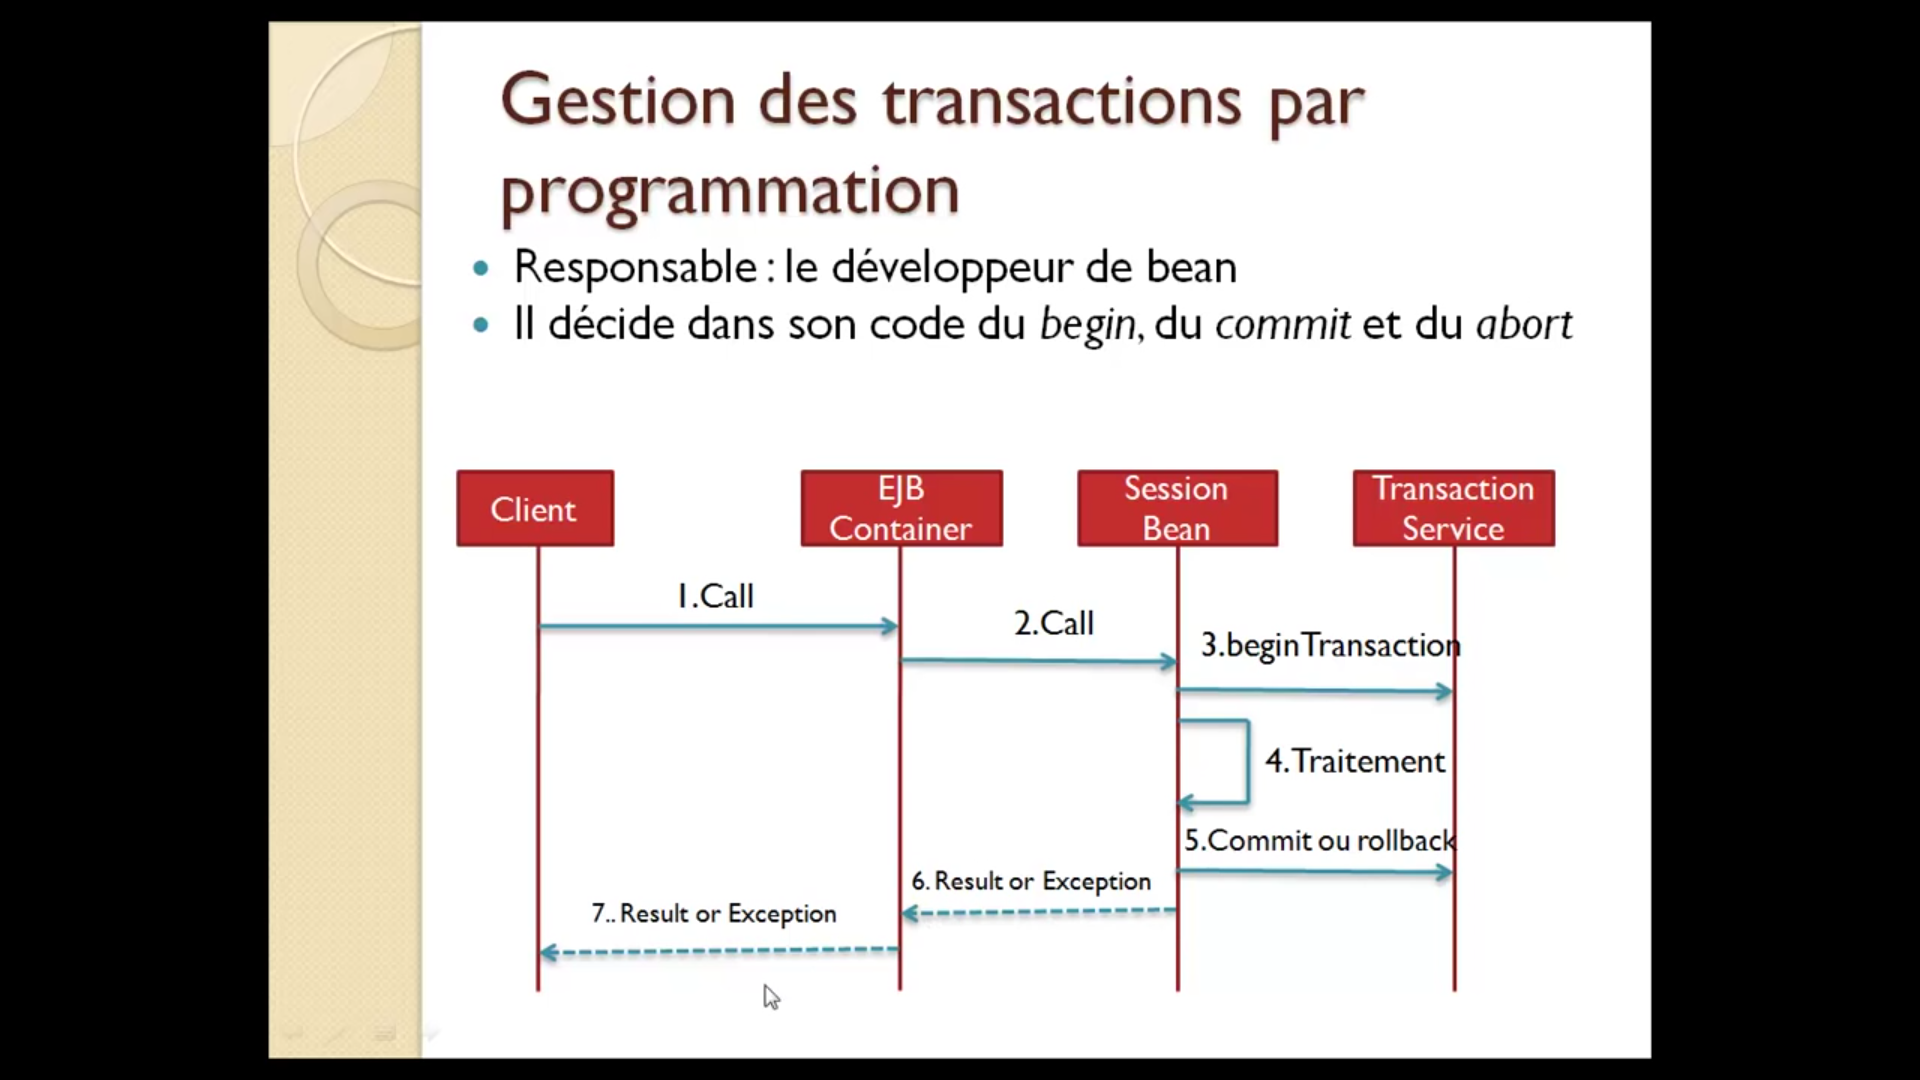 Gestion des transactions par
programmation
• Responsable : le développeur de bean
• Il décide dans son code du begin, du commit et du abort
Client
EJB
Container
Session
Bean
Transaction
Service
1.Call
2.Call
3.beginTransaction
4.Traitement
5.Commit ou rollback
6. Result or Exception
7.. Result or Exception